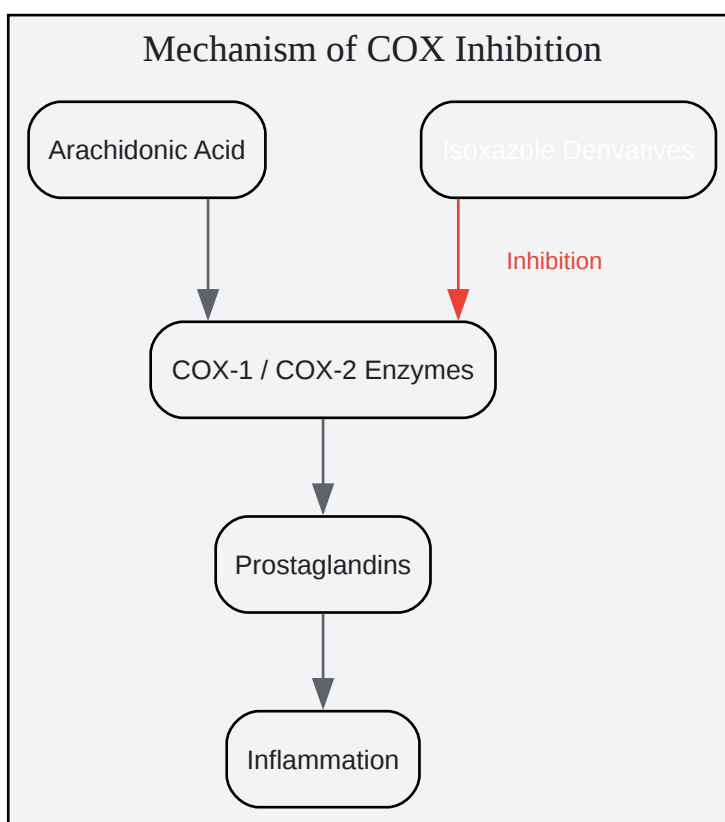 Mechanism of COX Inhibition
Arachidonic Acid
Isoxazole Derivatives
Inhibition
COX-1 / COX-2 Enzymes
Prostaglandins
Inflammation